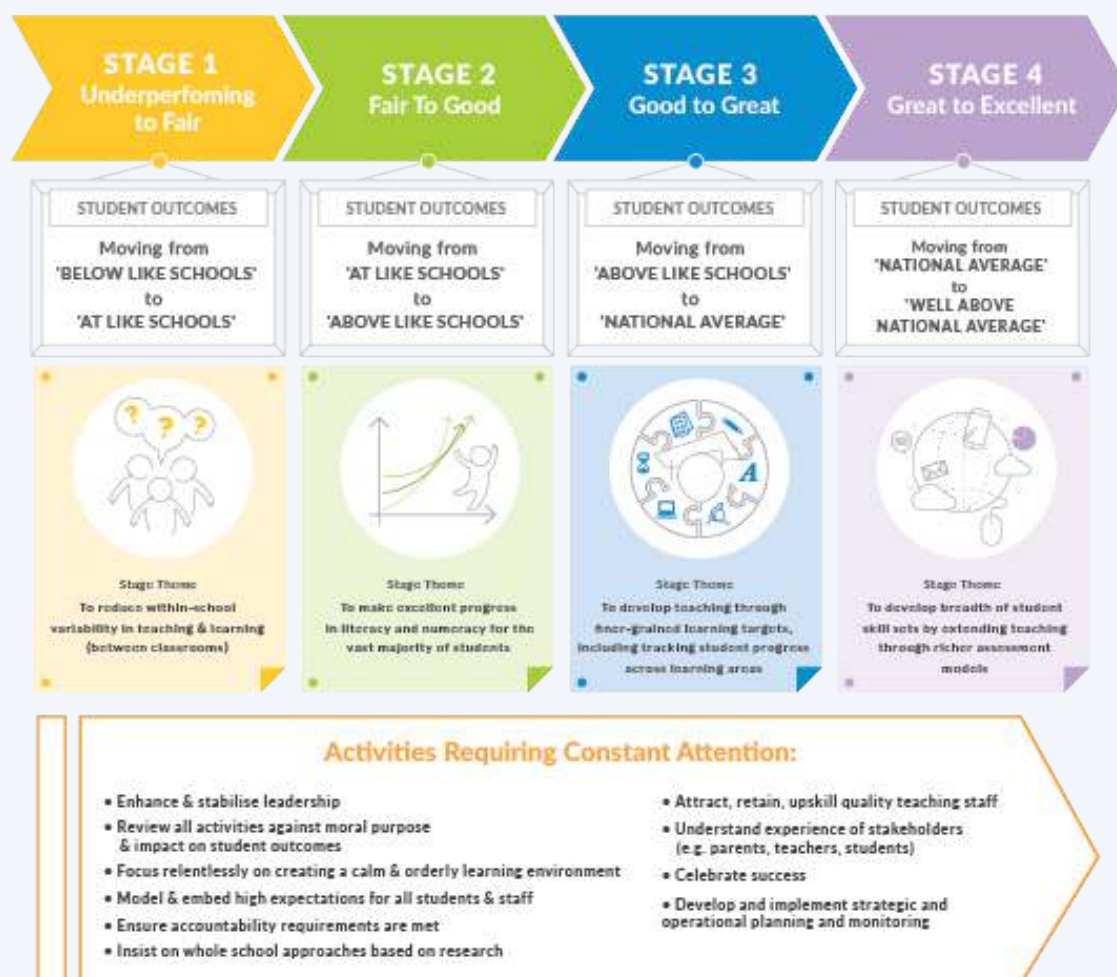 STAGE 1
Underperfoming
to Fair
STAGE 2
Fair To Good
STAGE 3
Good to Great
STAGE 4
Great to Excellent
STUDENT OUTCOMES
Moving from
'BELOW LIKE SCHOOLS'
to
'AT LIKE SCHOOLS'
STUDENT OUTCOMES
Moving from
'AT LIKE SCHOOLS'
to
'ABOVE LIKE SCHOOLS'
STUDENT OUTCOMES
Moving from
'ABOVE LIKE SCHOOLS'
to
'NATIONAL AVERAGE'
STUDENT OUTCOMES
Moving from
'NATIONAL AVERAGE'
to
'WELL ABOVE
NATIONAL AVERAGE'
? ? ?
A
Stage Theme
To reduce within-school
variability in teaching & learning
(between classrooms)
Stage Theme
To make excellent progress
in literacy and numeracy for the
vast majority of students
Stage Theme
To develop teaching through
finer-grained learning targets,
including tracking student progress
across learning areas
Stage Theme
To develop breadth of student
skill sets by extending teaching
through richer assessment
models
Activities Requiring Constant Attention:
• Enhance & stabilise leadership
• Review all activities against moral purpose
& impact on student outcomes
• Focus relentlessly on creating a calm & orderly learning environment
• Model & embed high expectations for all students & staff
• Ensure accountability requirements are met
• Insist on whole school approaches based on research
• Attract, retain, upskill quality teaching staff
• Understand experience of stakeholders
(e.g. parents, teachers, students)
• Celebrate success
• Develop and implement strategic and
operational planning and monitoring